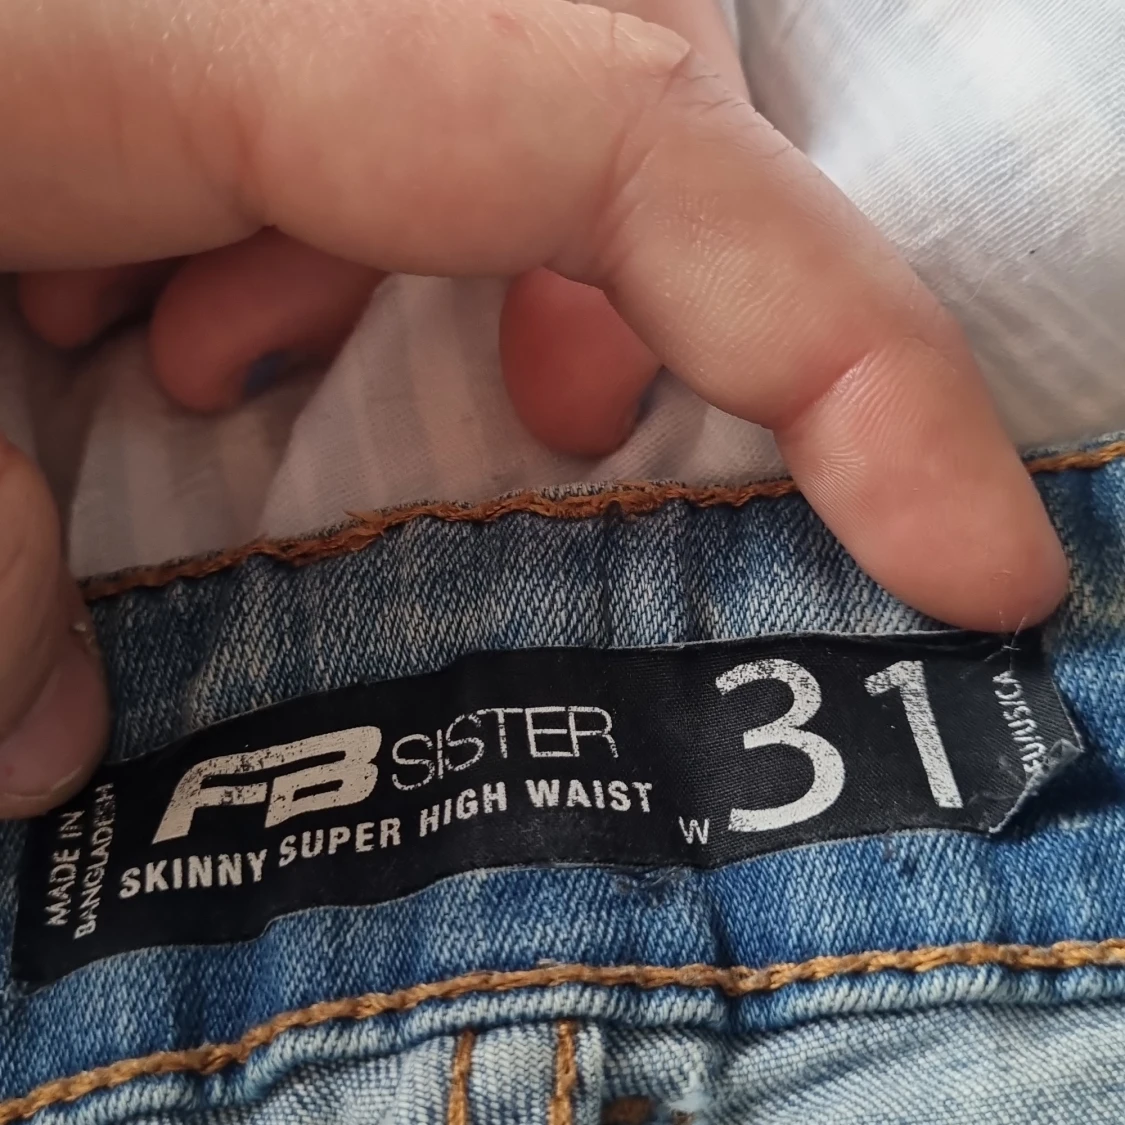 MADE IN
BANGLADESH
FB SISTER
SKINNY SUPER HIGH WAIST
W 31